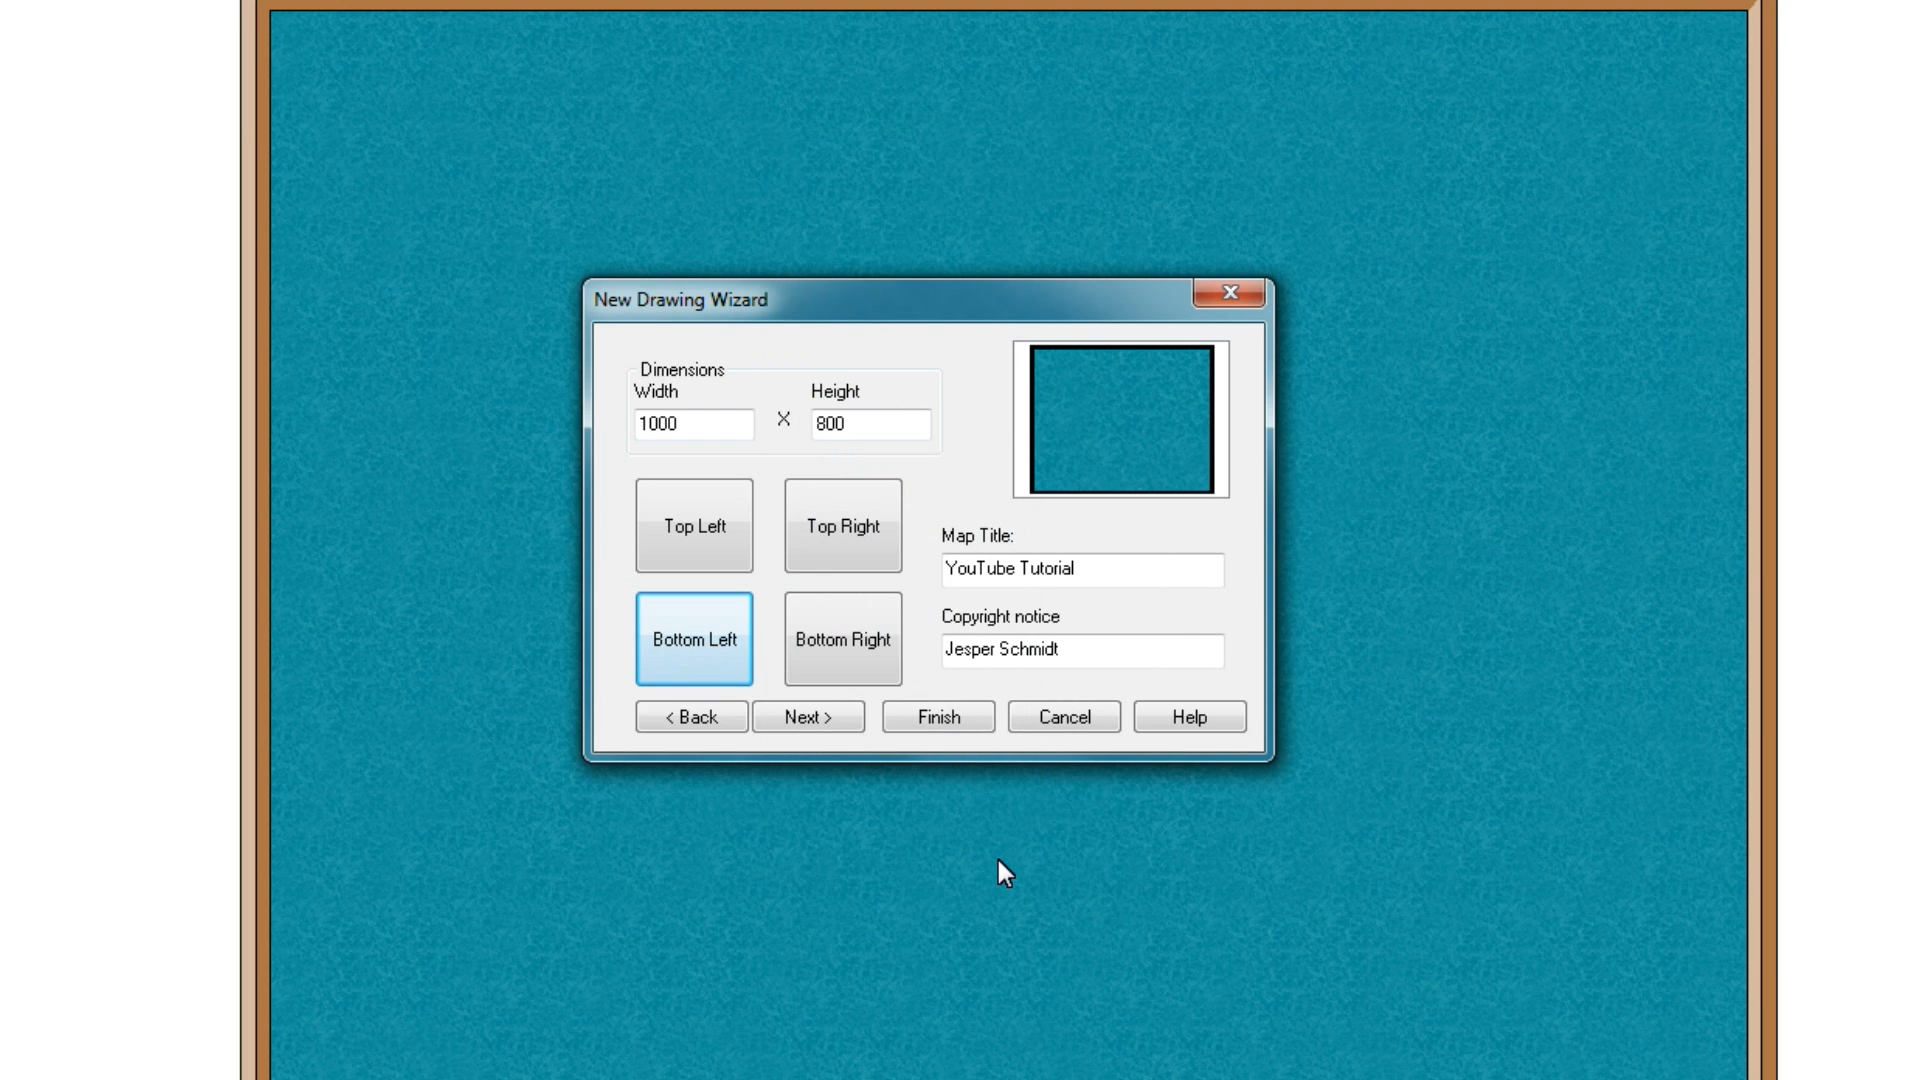 New Drawing Wizard
Dimensions
Width Height
1000 X 800
Top Left Top Right
Map Title:
YouTube Tutorial
Bottom Left Bottom Right
Copyright notice
Jesper Schmidt
< Back Next > Finish Cancel Help